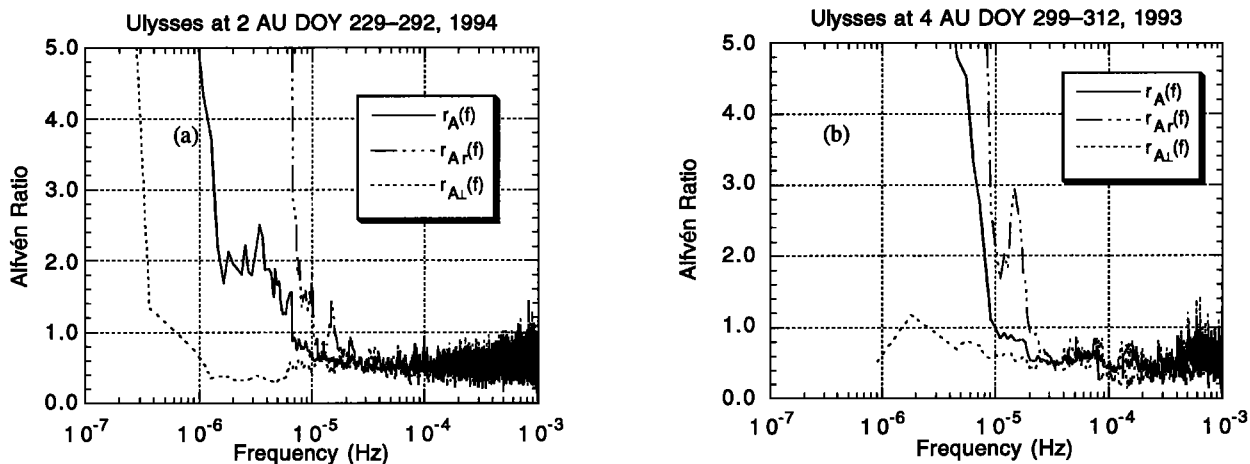 Ulysses at 2 AU DOY 229–292, 1994
Alfvén Ratio
5.0
4.0
3.0
2.0
1.0
0.0
(a)
r_A(f)
r_Ar(f)
r_A⊥(f)
10^-7
10^-6
10^-5
10^-4
10^-3
Frequency (Hz)
Ulysses at 4 AU DOY 299–312, 1993
Alfvén Ratio
5.0
4.0
3.0
2.0
1.0
0.0
(b)
r_A(f)
r_Ar(f)
r_A⊥(f)
10^-7
10^-6
10^-5
10^-4
10^-3
Frequency (Hz)